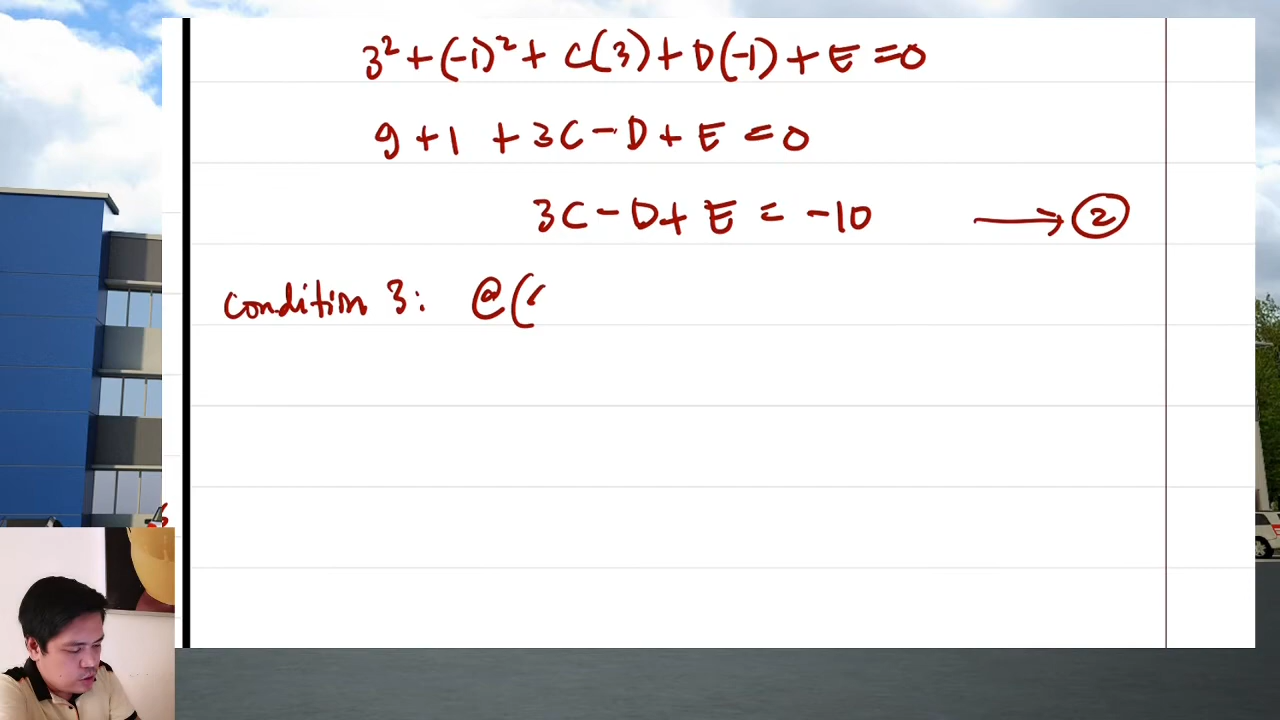 3² + (-1)² + C(3) + D(-1) + E = 0
9 + 1 + 3C - D + E = 0
3C - D + E = -10 → ②
condition 3: @(